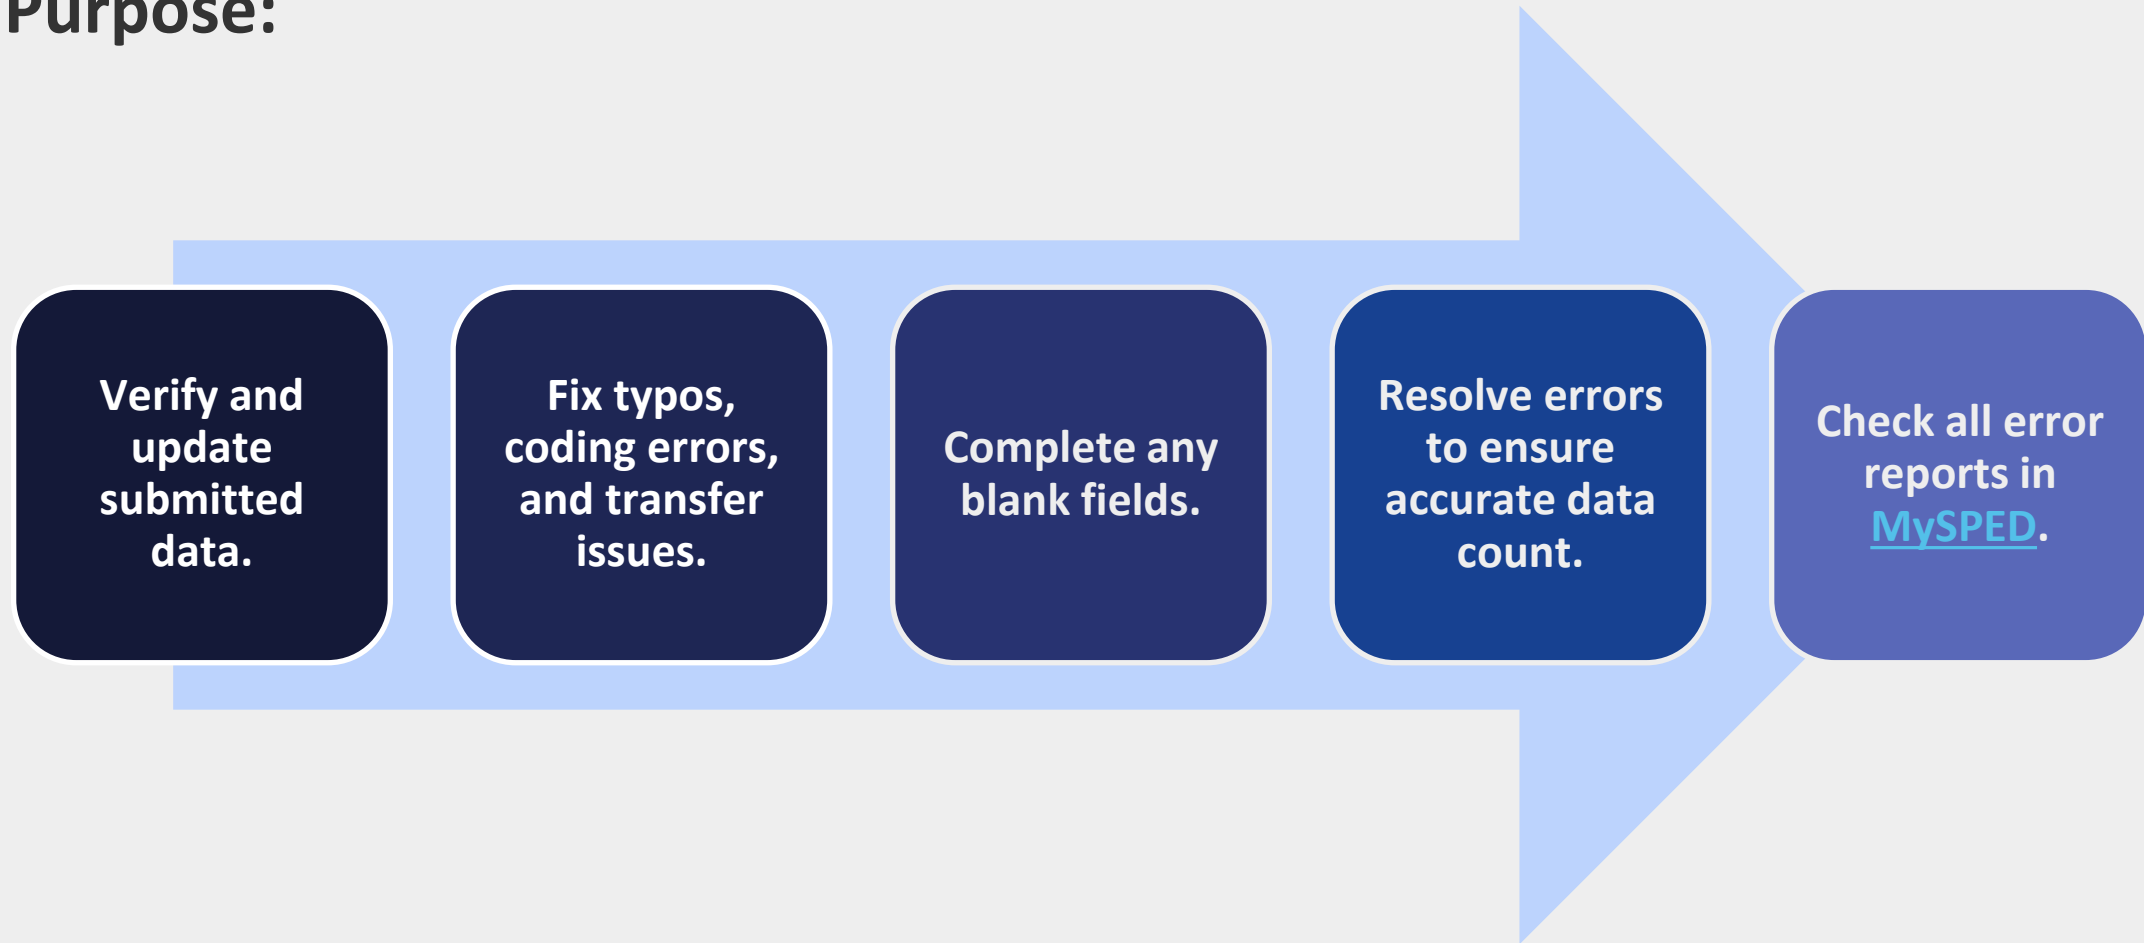 Purpose:
Verify and
update
submitted
data.
Fix typos,
coding errors,
and transfer
issues.
Complete any
blank fields.
Resolve errors
to ensure
accurate data
count.
Check all error
reports in
MySPED.